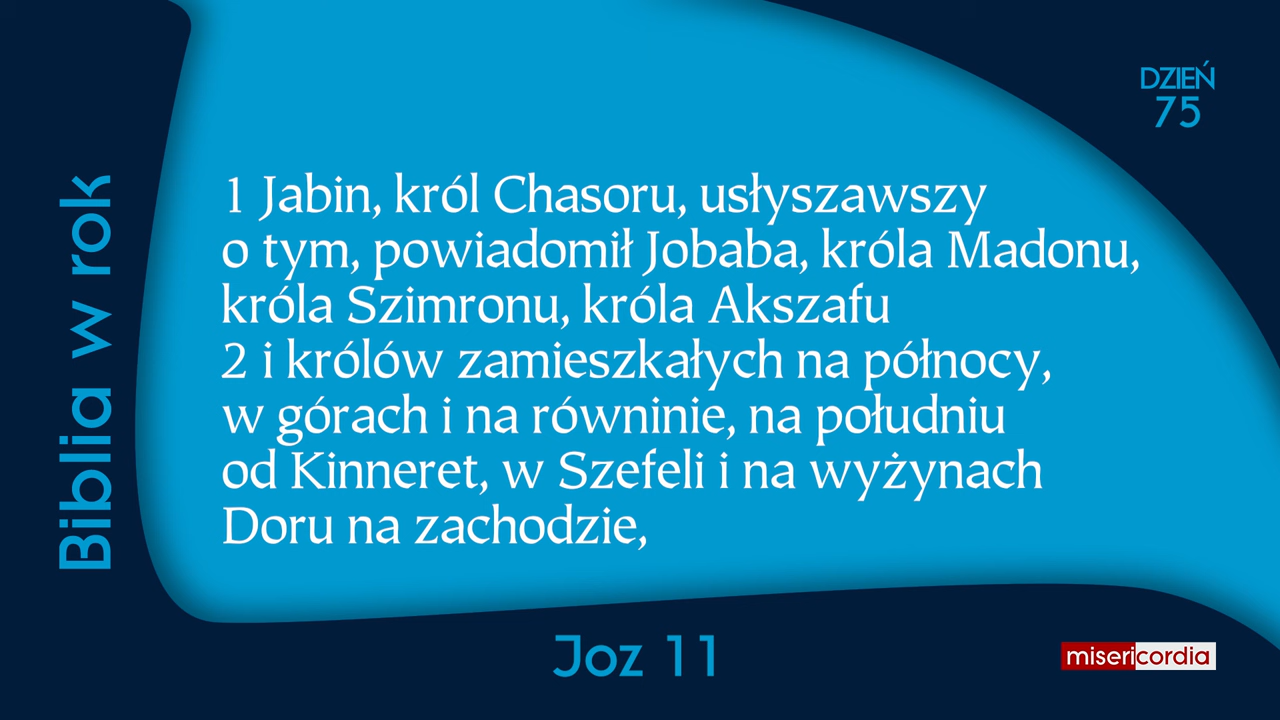 DZIEŃ
75
Biblia w rok
1 Jabin, król Chasoru, usłyszawszy
o tym, powiadomił Jobaba, króla Madonu,
króla Szimronu, króla Akszafu
2 i królów zamieszkałych na północy,
w górach i na równinie, na południu
od Kinneret, w Szefeli i na wyżynach
Doru na zachodzie,
Joz 11
misericordia